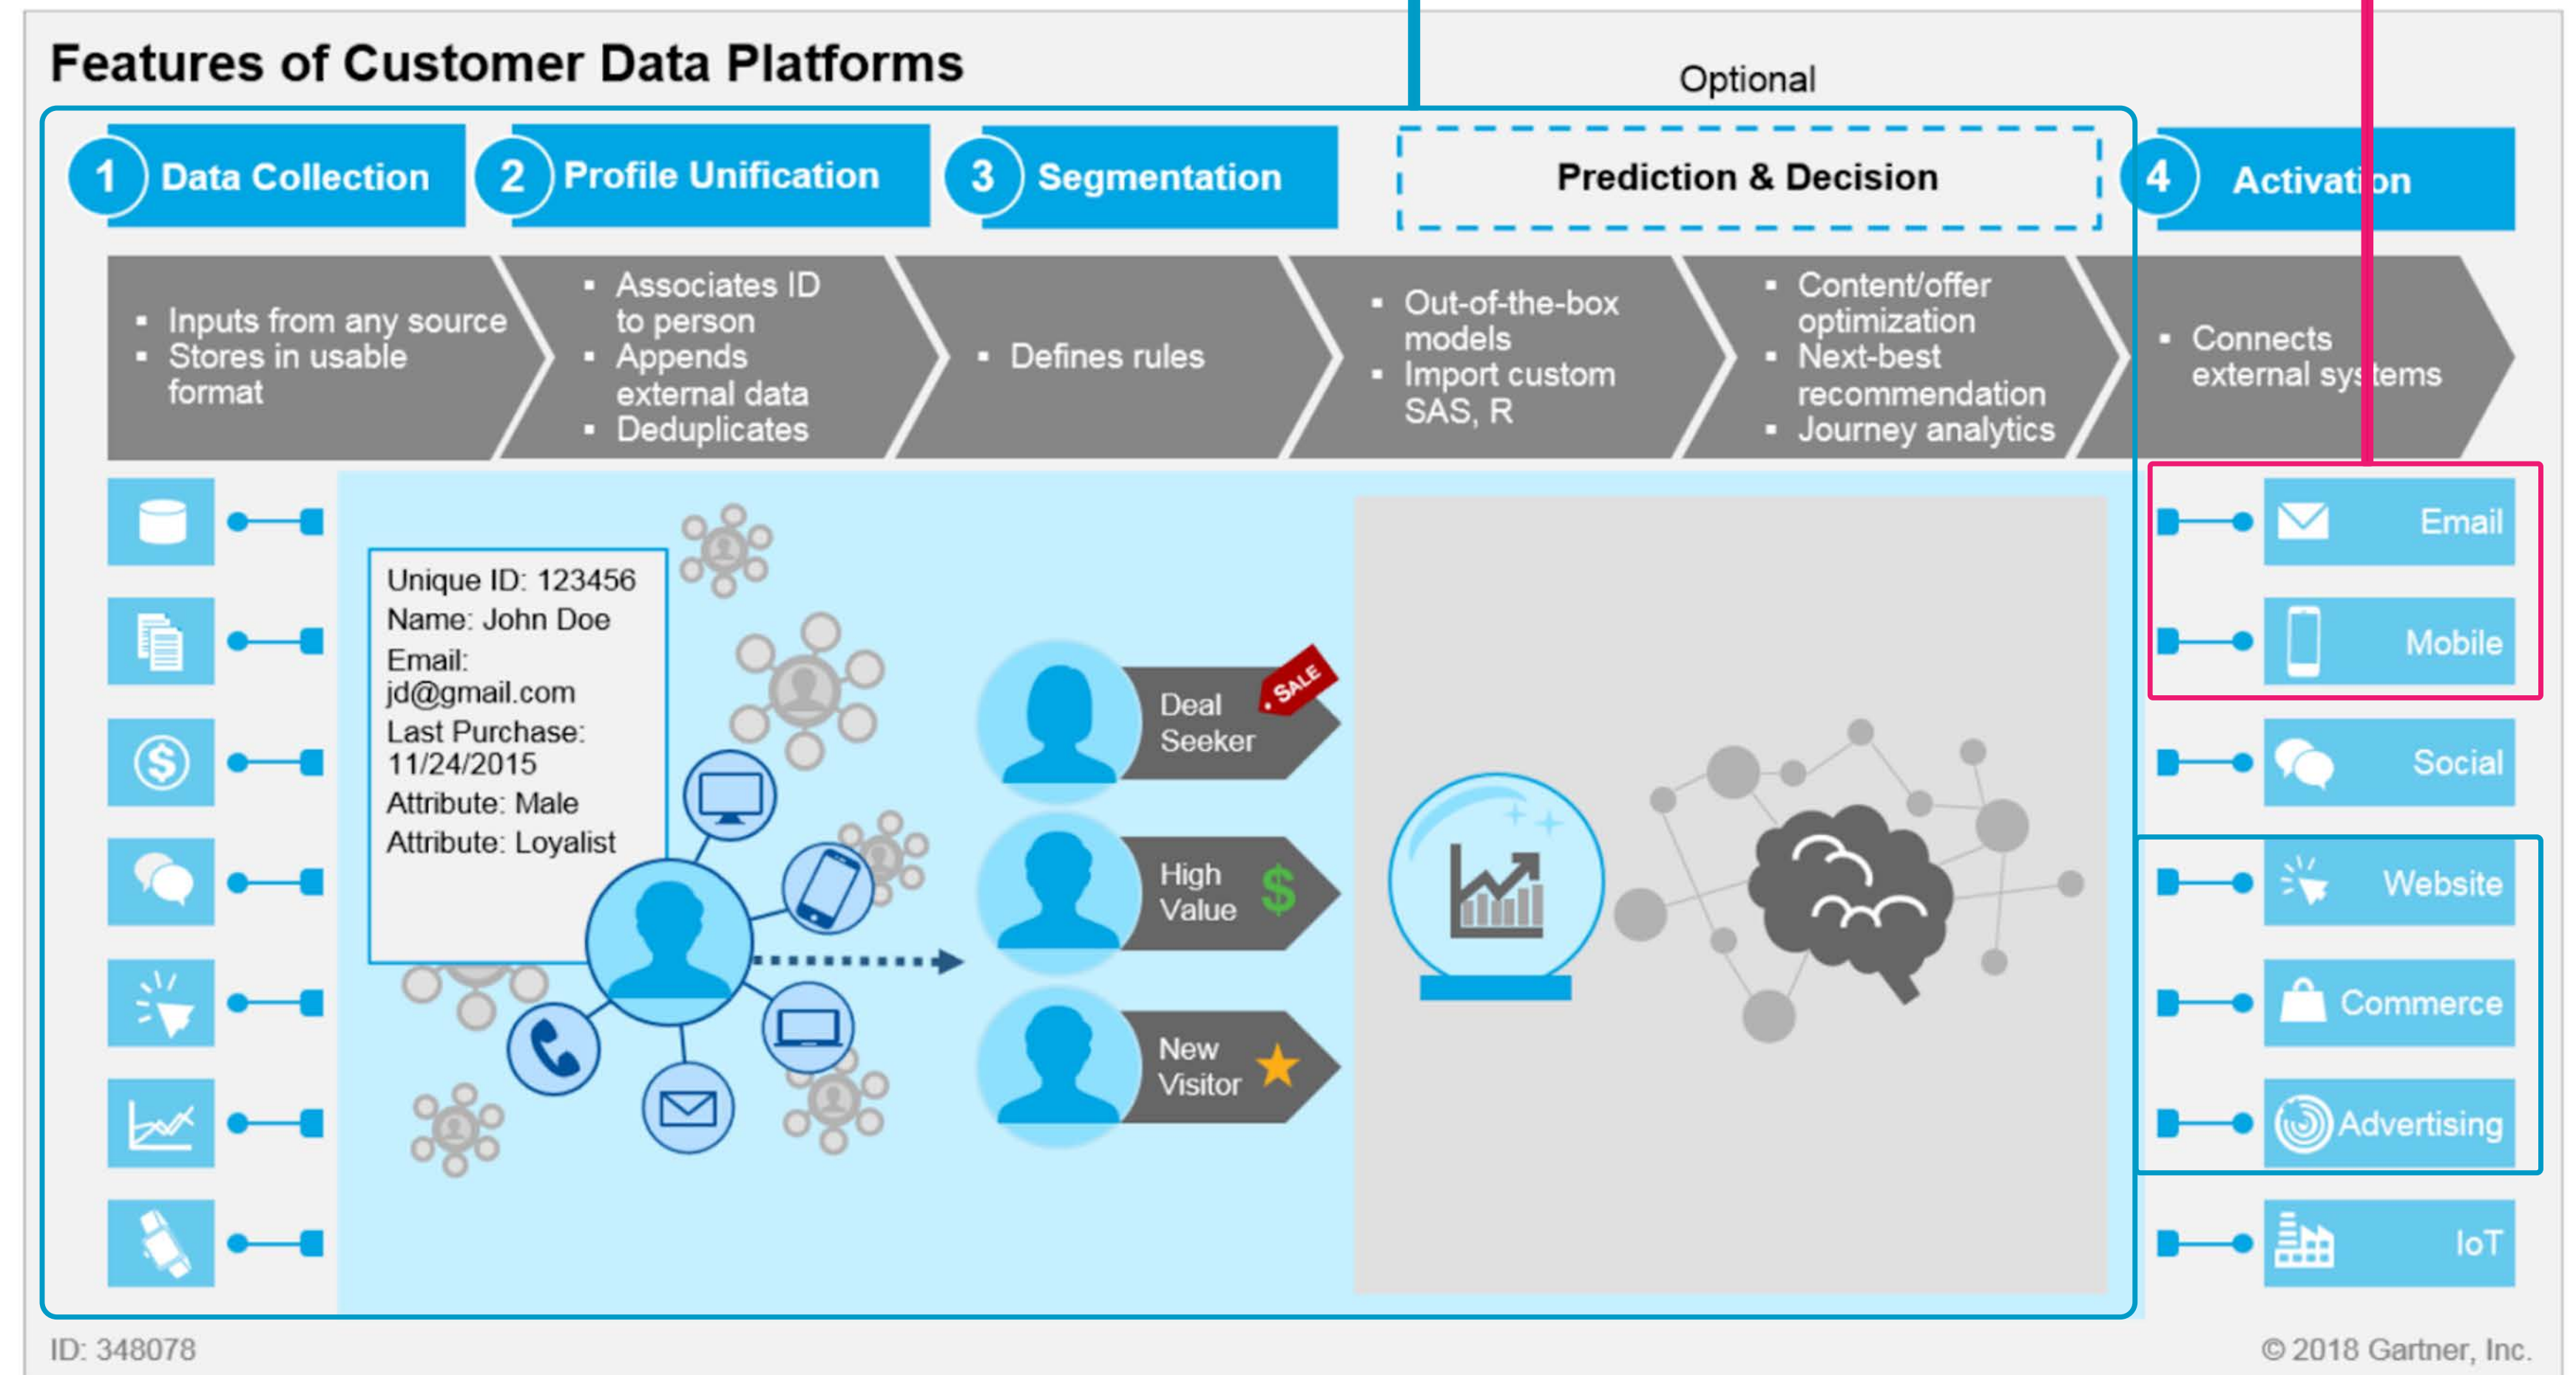 Features of Customer Data Platforms
Optional
1 Data Collection
2 Profile Unification
3 Segmentation
Prediction & Decision
4 Activation
▪ Inputs from any source
▪ Stores in usable
format
▪ Associates ID
to person
▪ Appends
external data
▪ Deduplicates
▪ Defines rules
▪ Out-of-the-box
models
▪ Import custom
SAS, R
▪ Content/offer
optimization
▪ Next-best
recommendation
▪ Journey analytics
▪ Connects
external systems
Unique ID: 123456
Name: John Doe
Email:
jd@gmail.com
Last Purchase:
11/24/2015
Attribute: Male
Attribute: Loyalist
Deal
Seeker
SALE
High
Value
$
New
Visitor
$
Email
Mobile
Social
Website
Commerce
Advertising
IoT
ID: 348078
© 2018 Gartner, Inc.